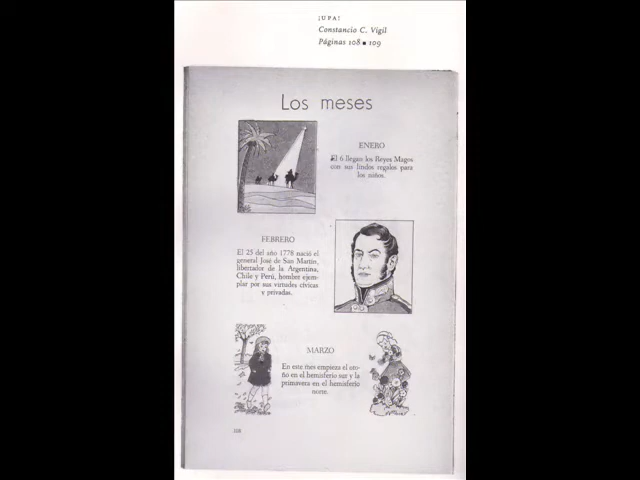 ¡UPA!
Constancio C. Vigil
Páginas 108 ■ 109
Los meses
ENERO
El 6 llegan los Reyes Magos
con sus lindos regalos para
los niños.
FEBRERO
El 25 del año 1778 nació el
general José de San Martín,
libertador de la Argentina,
Chile y Perú, hombre ejem-
plar por sus virtudes cívicas
y privadas.
MARZO
En este mes empieza el oto-
ño en el hemisferio sur y la
primavera en el hemisferio
norte.
108